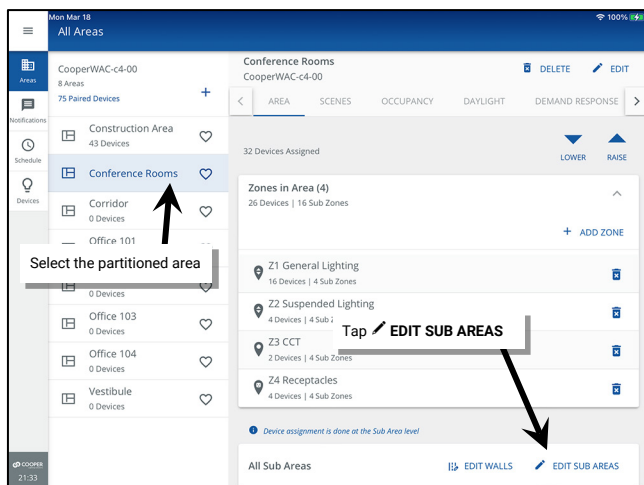 Mon Mar 18
100%
All Areas
Areas
Notifications
Schedule
Devices
COOPER
21:33
CooperWAC-c4-00
8 Areas
75 Paired Devices
+
Construction Area
43 Devices
Conference Rooms
Corridor
0 Devices
Office 101
Select the partitioned area
0 Devices
Office 103
0 Devices
Office 104
0 Devices
Vestibule
0 Devices
Conference Rooms
CooperWAC-c4-00
DELETE
EDIT
< AREA SCENES OCCUPANCY DAYLIGHT DEMAND RESPONSE >
32 Devices Assigned
LOWER RAISE
Zones in Area (4)
26 Devices | 16 Sub Zones
+ ADD ZONE
Z1 General Lighting
16 Devices | 4 Sub Zones
Z2 Suspended Lighting
4 Devices | 4 Sub
Tap EDIT SUB AREAS
Z3 CCT
2 Devices | 4 Sub Zones
Z4 Receptacles
4 Devices | 4 Sub Zones
Device assignment is done at the Sub Area level
All Sub Areas
EDIT WALLS
EDIT SUB AREAS